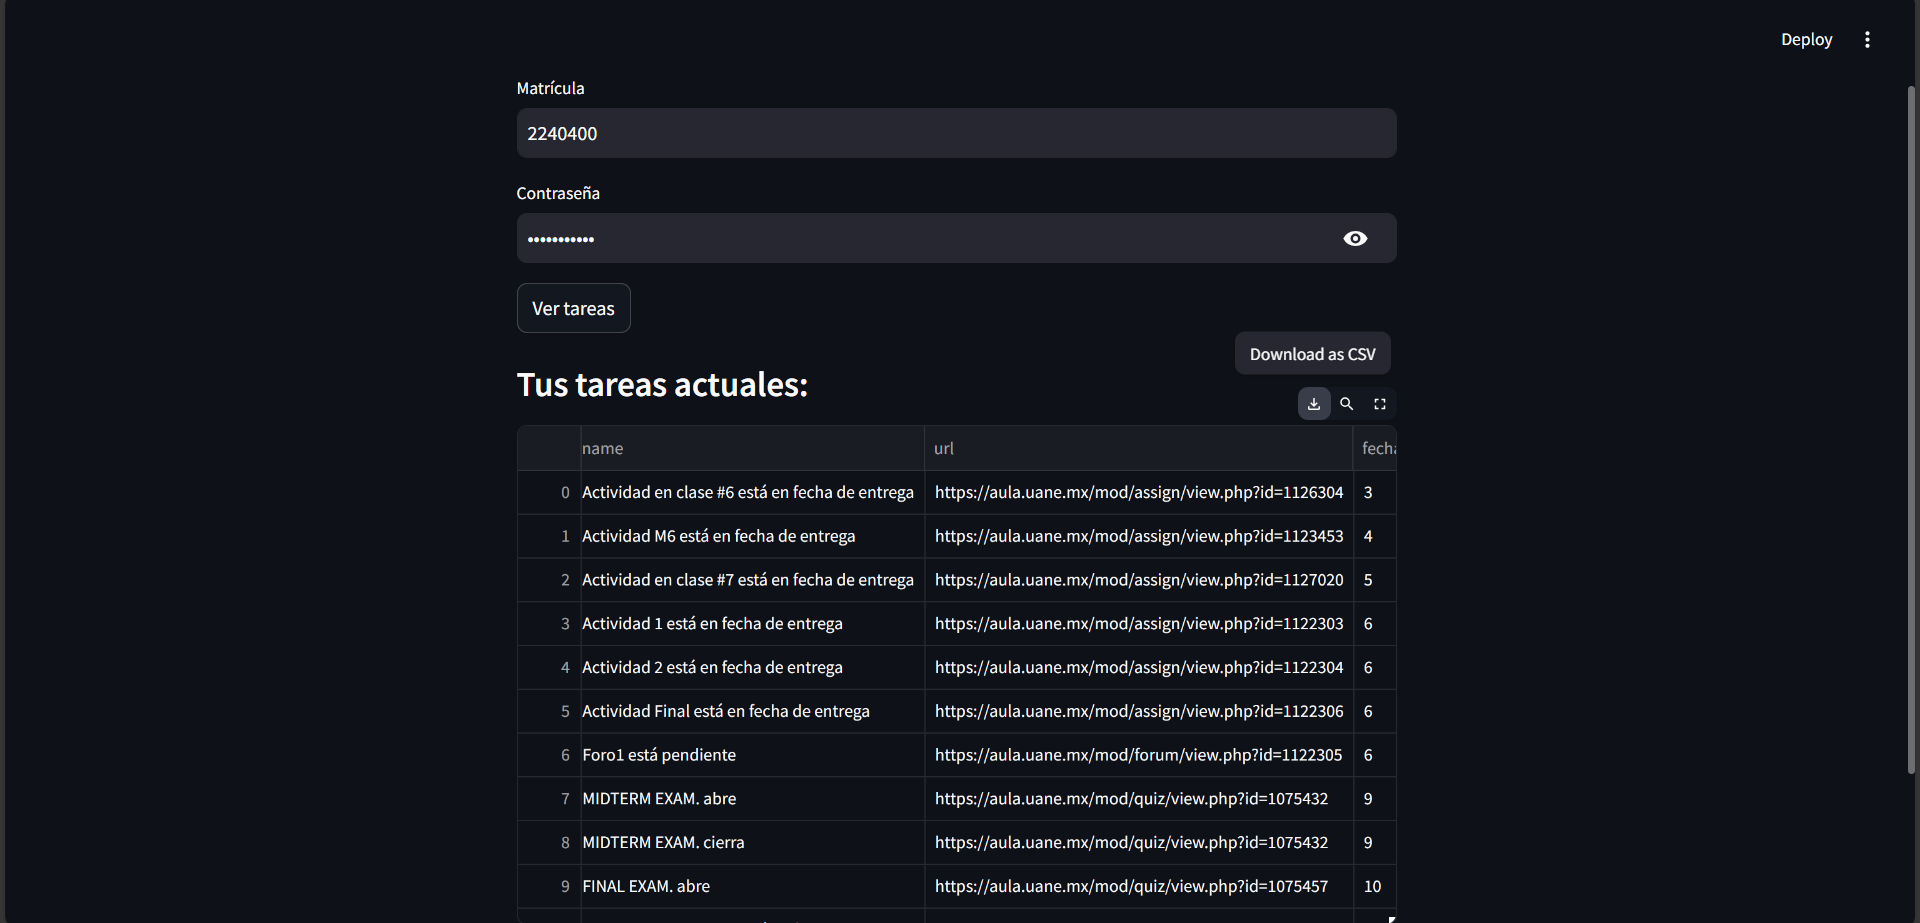 Deploy
Matrícula
2240400
Contraseña
•••••••••••
Ver tareas
Download as CSV
Tus tareas actuales:
name url fecha
0 Actividad en clase #6 está en fecha de entrega https://aula.uane.mx/mod/assign/view.php?id=1126304 3
1 Actividad M6 está en fecha de entrega https://aula.uane.mx/mod/assign/view.php?id=1123453 4
2 Actividad en clase #7 está en fecha de entrega https://aula.uane.mx/mod/assign/view.php?id=1127020 5
3 Actividad 1 está en fecha de entrega https://aula.uane.mx/mod/assign/view.php?id=1122303 6
4 Actividad 2 está en fecha de entrega https://aula.uane.mx/mod/assign/view.php?id=1122304 6
5 Actividad Final está en fecha de entrega https://aula.uane.mx/mod/assign/view.php?id=1122306 6
6 Foro1 está pendiente https://aula.uane.mx/mod/forum/view.php?id=1122305 6
7 MIDTERM EXAM. abre https://aula.uane.mx/mod/quiz/view.php?id=1075432 9
8 MIDTERM EXAM. cierra https://aula.uane.mx/mod/quiz/view.php?id=1075432 9
9 FINAL EXAM. abre https://aula.uane.mx/mod/quiz/view.php?id=1075457 10